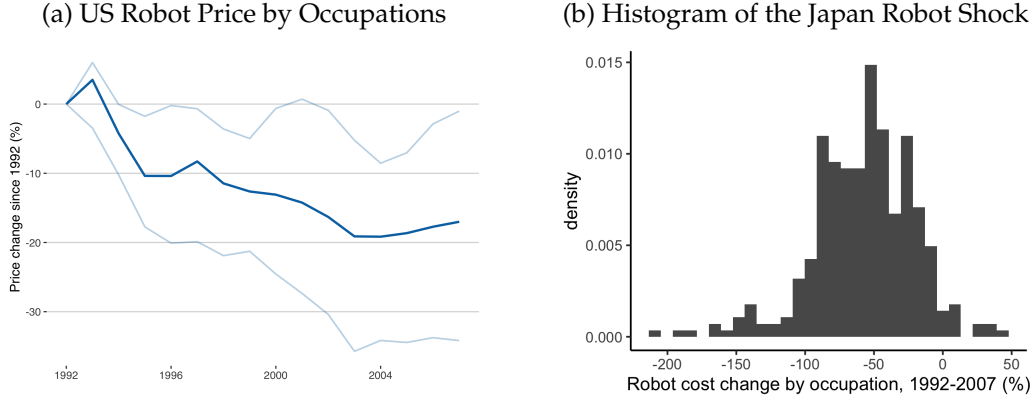 (a) US Robot Price by Occupations
Price change since 1992 (%)
0
-10
-20
-30
1992 1996 2000 2004
(b) Histogram of the Japan Robot Shock
density
0.015
0.010
0.005
0.000
-200 -150 -100 -50 0 50
Robot cost change by occupation, 1992-2007 (%)